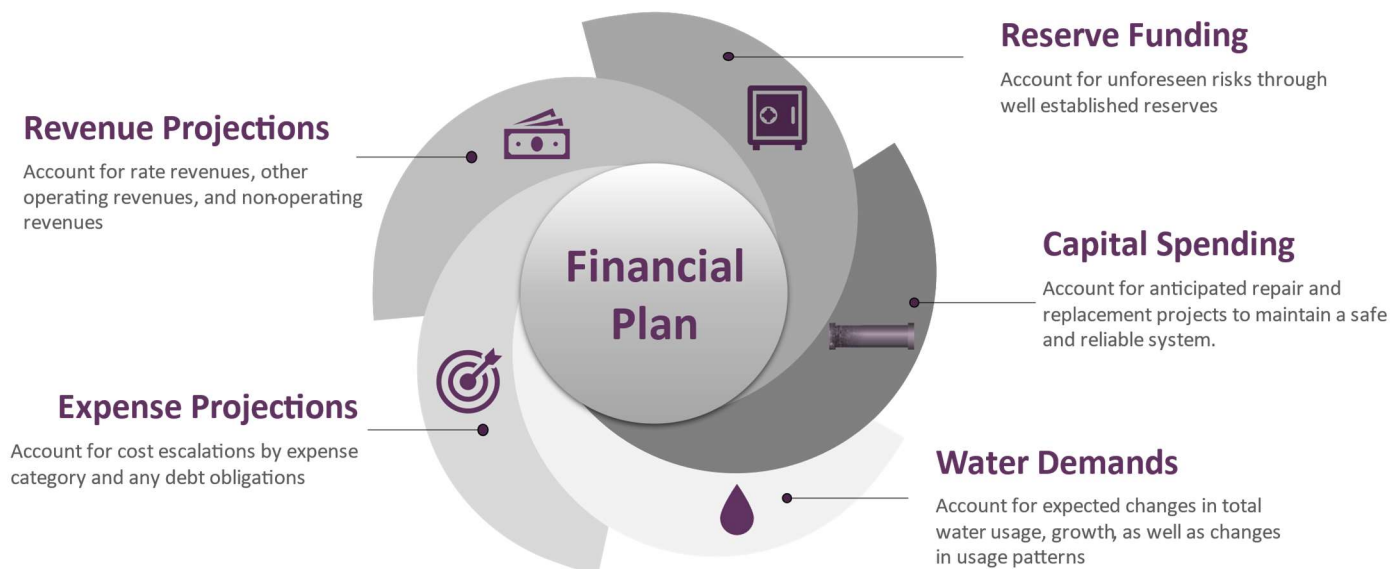 Reserve Funding
Account for unforeseen risks through
well established reserves
Revenue Projections
Account for rate revenues, other
operating revenues, and non-operating
revenues
Financial
Plan
Capital Spending
Account for anticipated repair and
replacement projects to maintain a safe
and reliable system.
Expense Projections
Account for cost escalations by expense
category and any debt obligations
Water Demands
Account for expected changes in total
water usage, growth, as well as changes
in usage patterns